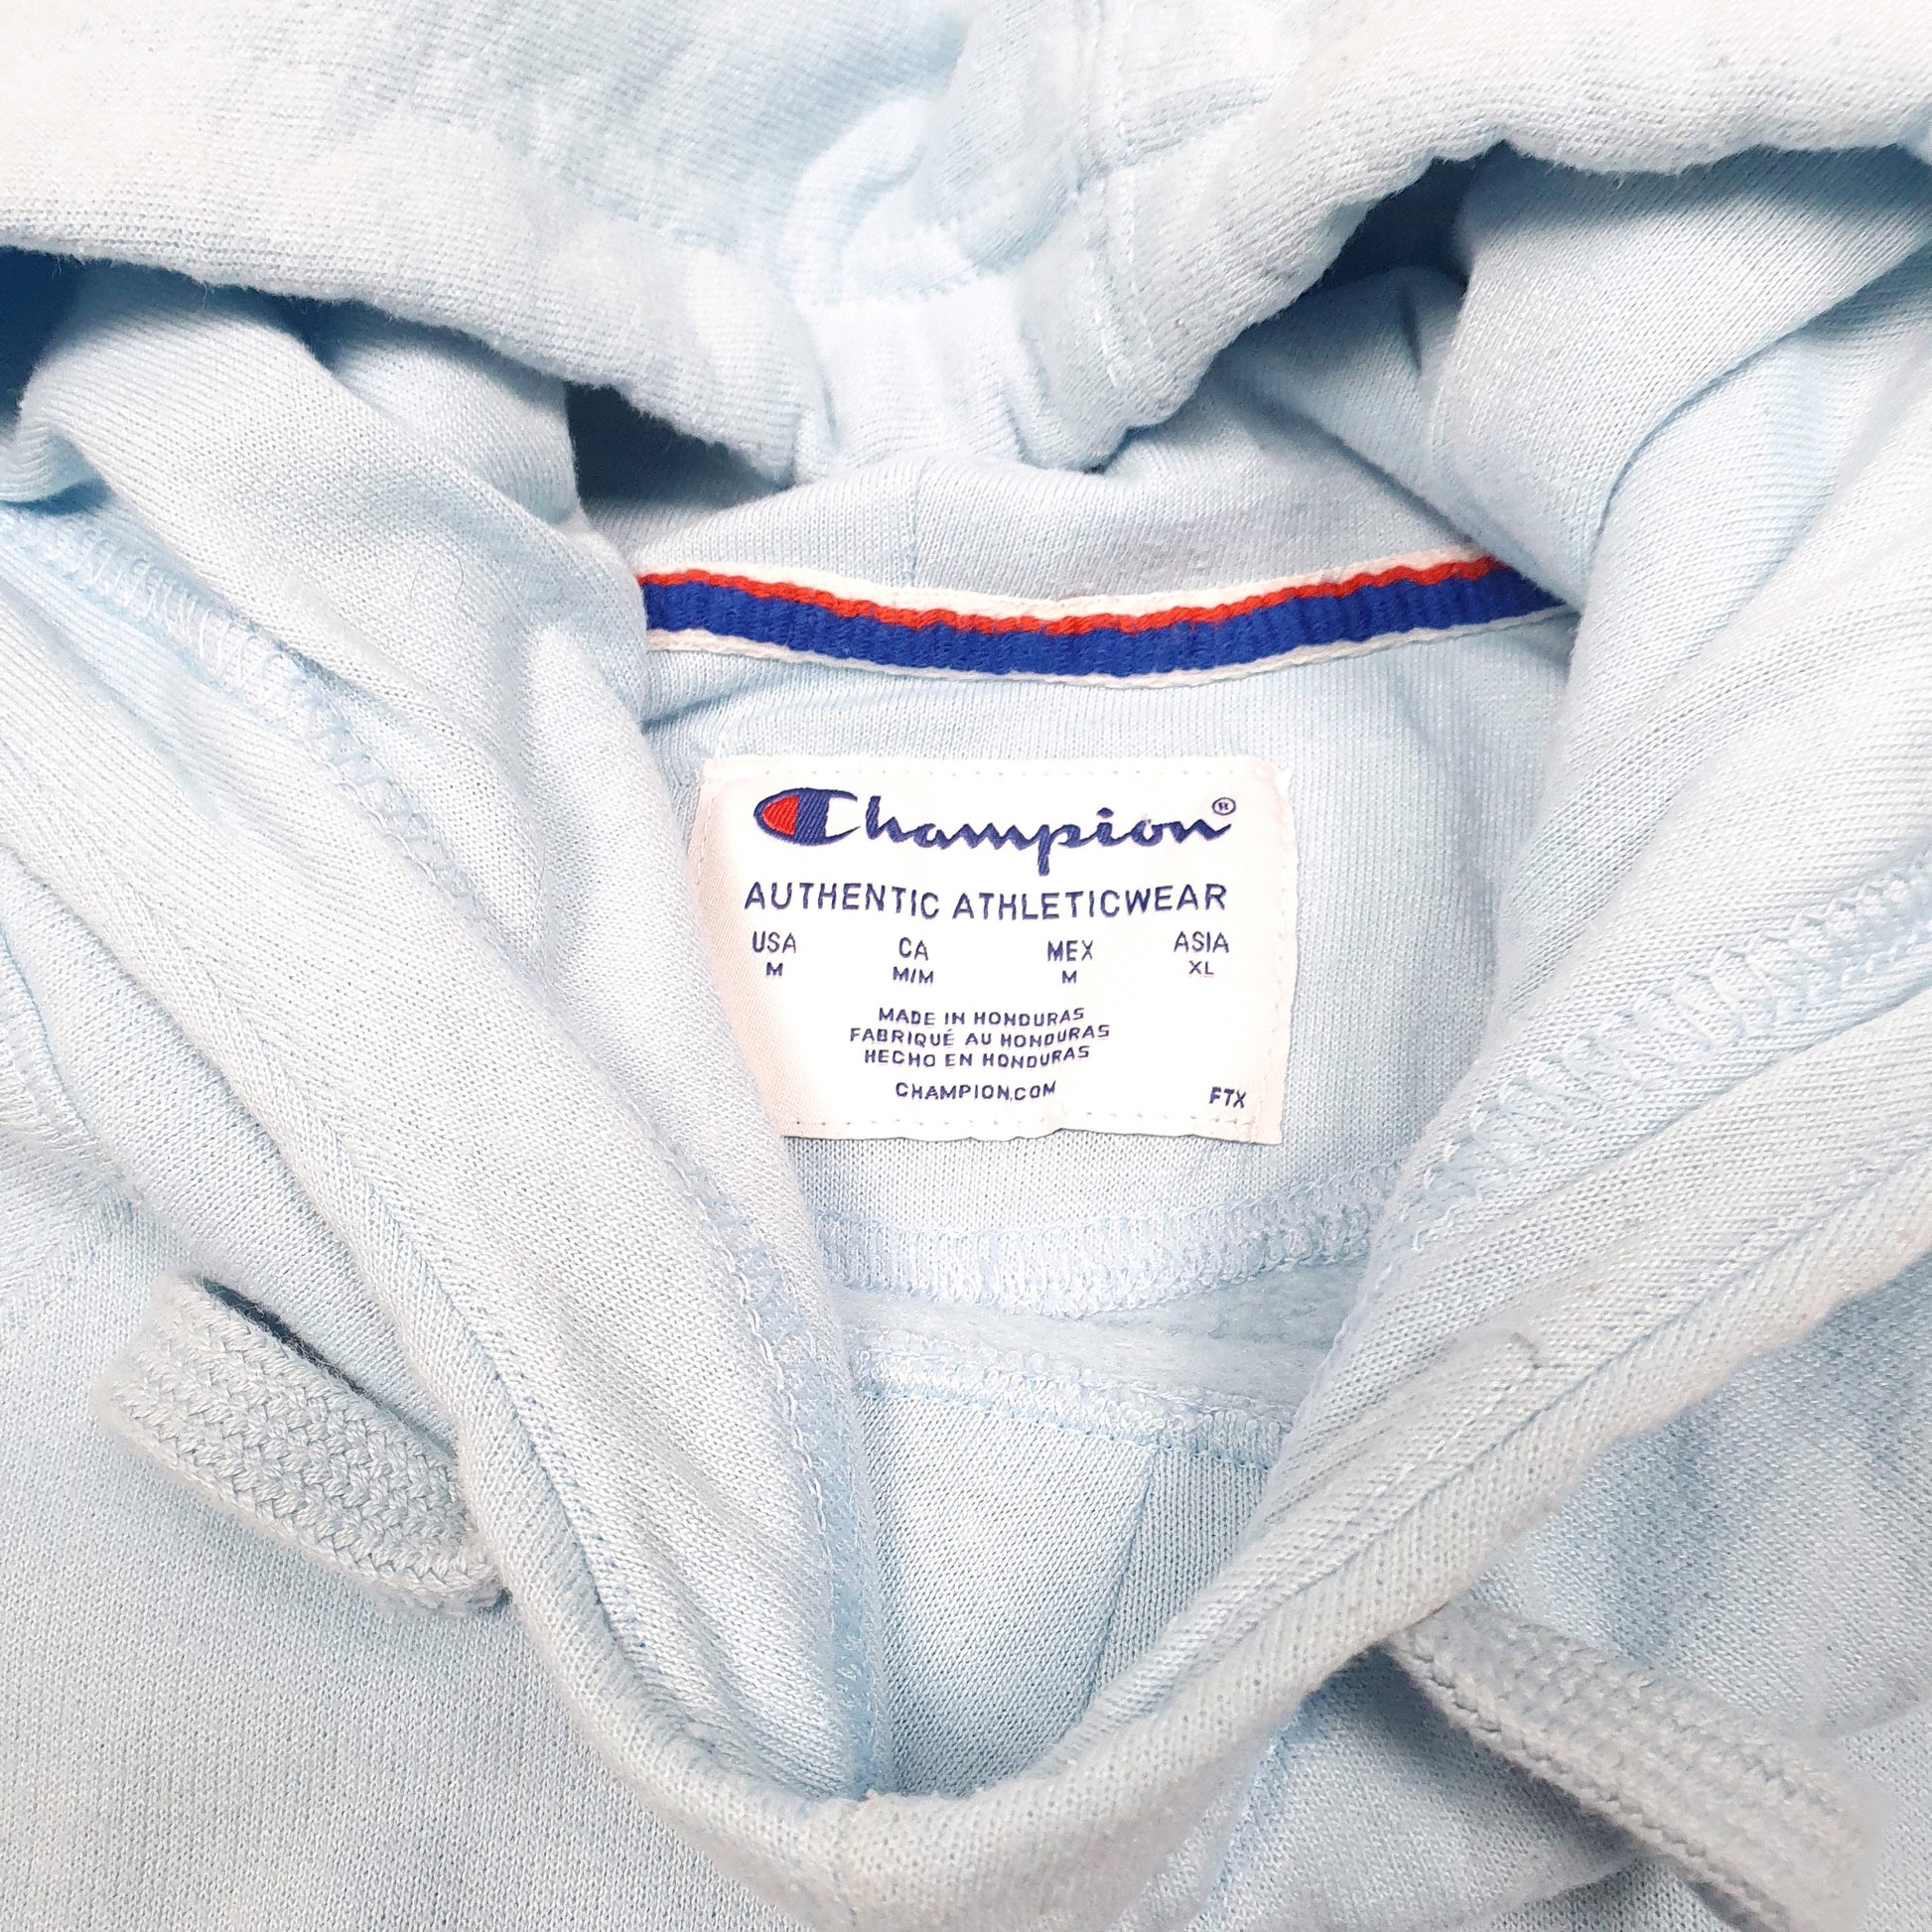 Champion®
AUTHENTIC ATHLETICWEAR
USA CA MEX ASIA
M M/M M XL
MADE IN HONDURAS
FABRIQUÉ AU HONDURAS
HECHO EN HONDURAS
CHAMPION.COM FTX